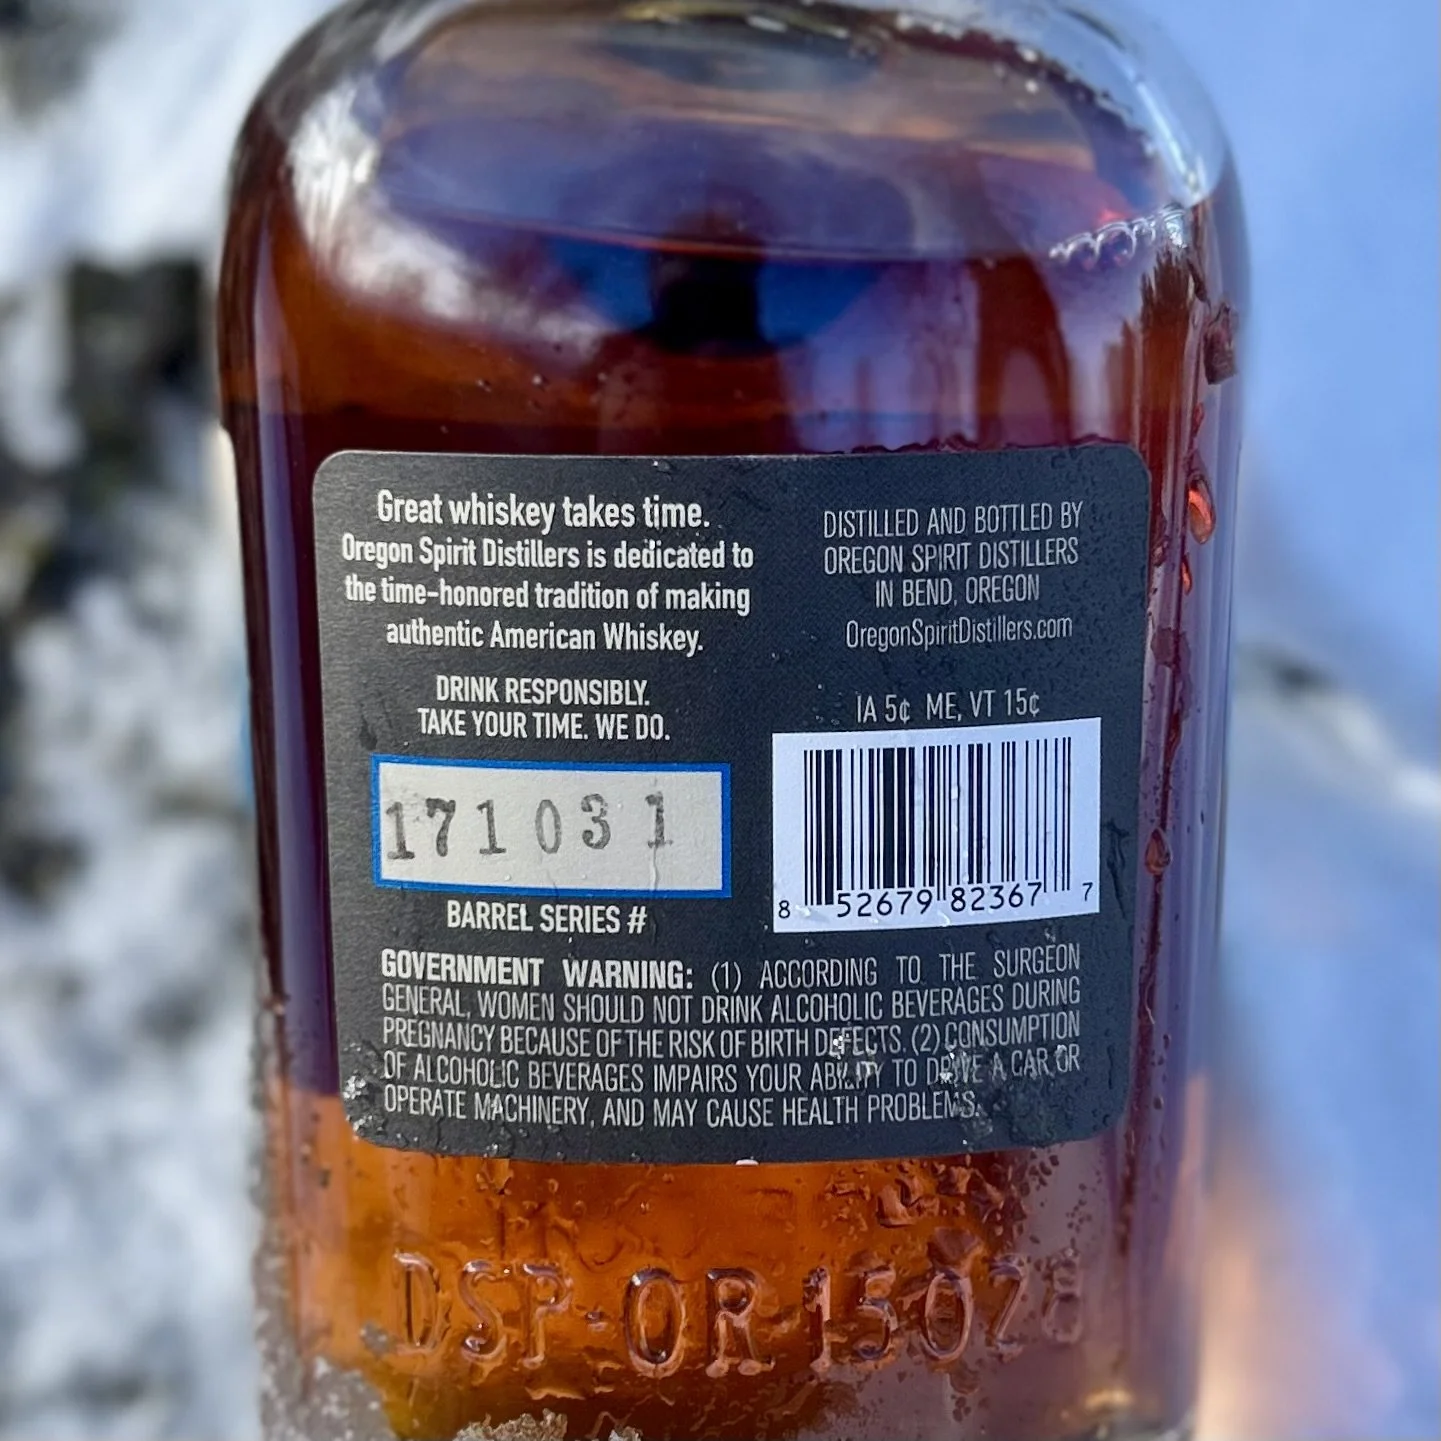 Great whiskey takes time.
Oregon Spirit Distillers is dedicated to
the time-honored tradition of making
authentic American Whiskey.
DRINK RESPONSIBLY.
TAKE YOUR TIME. WE DO.
171031
BARREL SERIES #
DISTILLED AND BOTTLED BY
OREGON SPIRIT DISTILLERS
IN BEND, OREGON
OregonSpiritDistillers.com
IA 5¢ ME, VT 15¢
8 52679 82367 7
GOVERNMENT WARNING: (1) ACCORDING TO THE SURGEON
GENERAL, WOMEN SHOULD NOT DRINK ALCOHOLIC BEVERAGES DURING
PREGNANCY BECAUSE OF THE RISK OF BIRTH DEFECTS. (2) CONSUMPTION
OF ALCOHOLIC BEVERAGES IMPAIRS YOUR ABILITY TO DRIVE A CAR OR
OPERATE MACHINERY, AND MAY CAUSE HEALTH PROBLEMS.
DSP-OR-15028